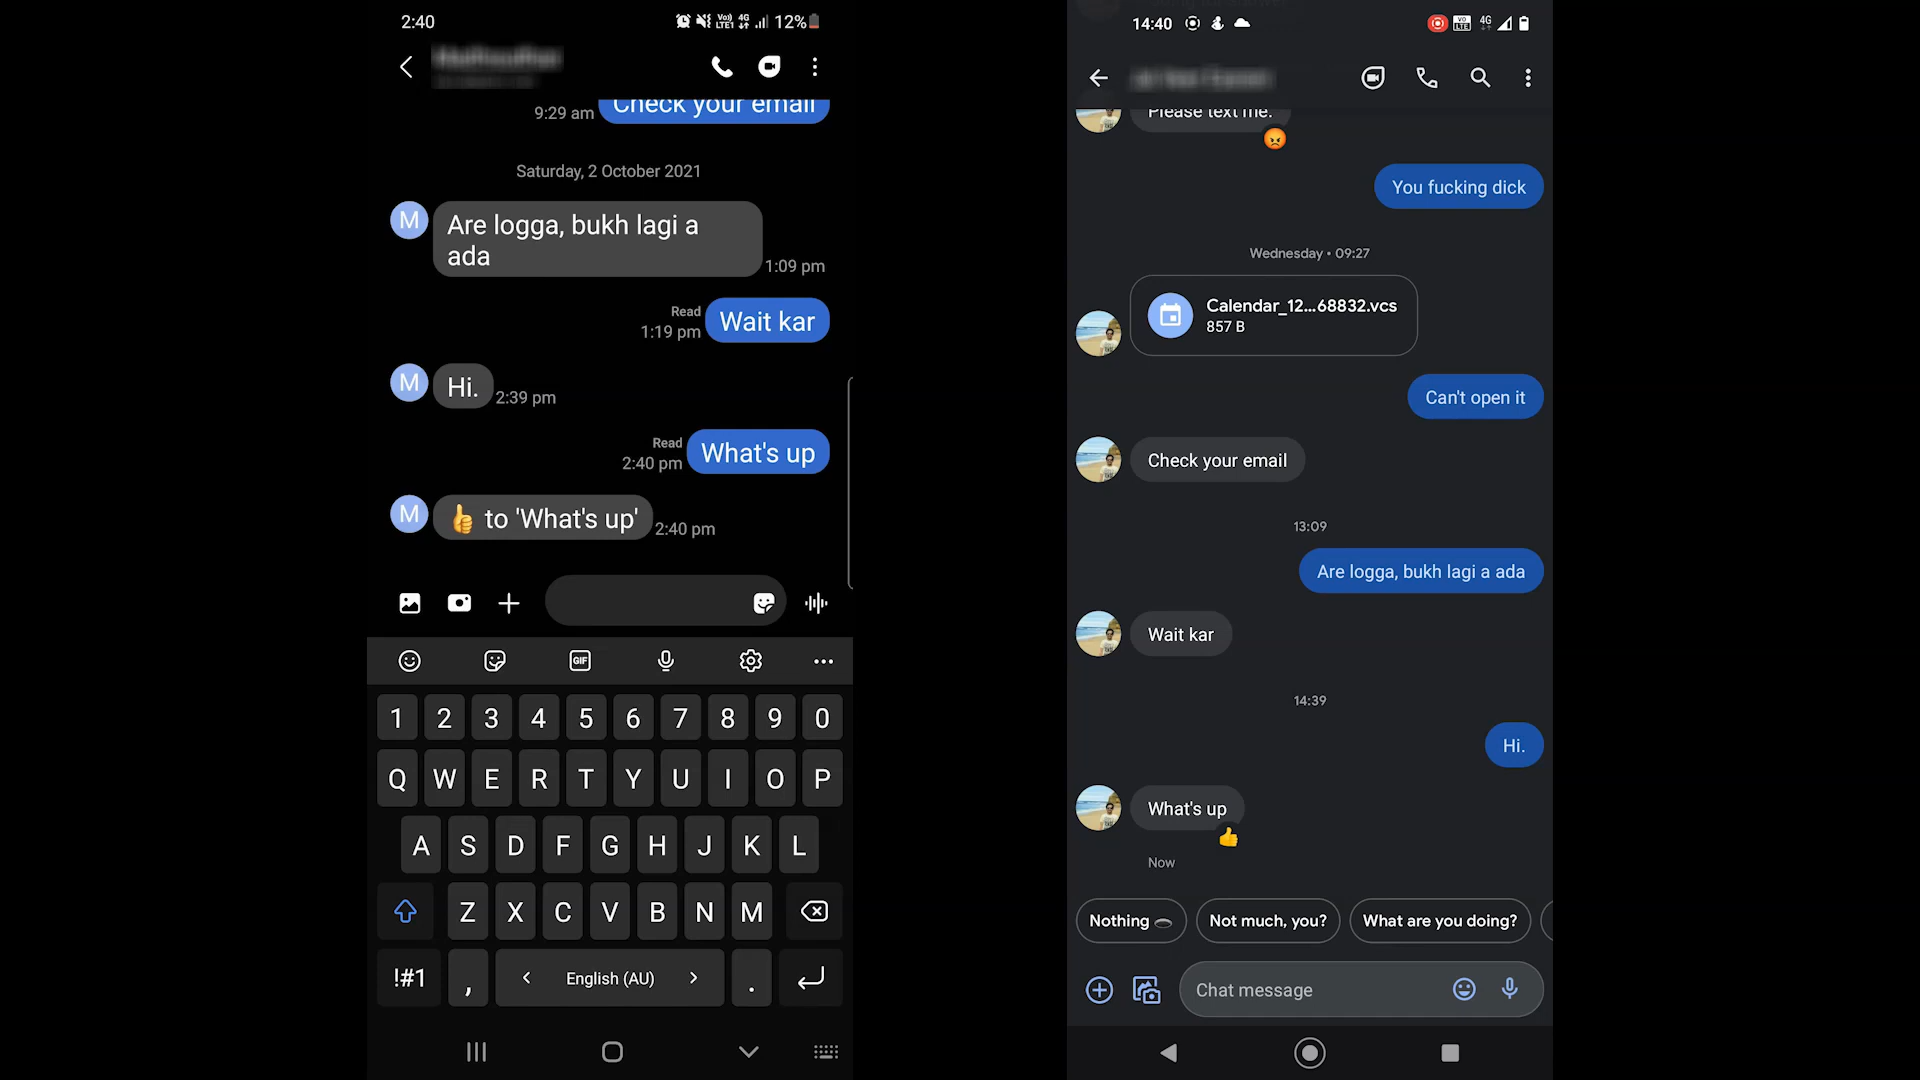 2:40
12%
Check your email
9:29 am
Saturday, 2 October 2021
M
Are logga, bukh lagi a
ada
1:09 pm
Read
1:19 pm
Wait kar
M
Hi.
2:39 pm
Read
2:40 pm
What's up
M
👍 to 'What's up'
2:40 pm
GIF
1 2 3 4 5 6 7 8 9 0
Q W E R T Y U I O P
A S D F G H J K L
Z X C V B N M
!#1 , < English (AU) > .
14:40
4G
Please text me.
You fucking dick
Wednesday • 09:27
Calendar_12...68832.vcs
857 B
Can't open it
Check your email
13:09
Are logga, bukh lagi a ada
Wait kar
14:39
Hi.
What's up
Now
Nothing
Not much, you?
What are you doing?
Chat message